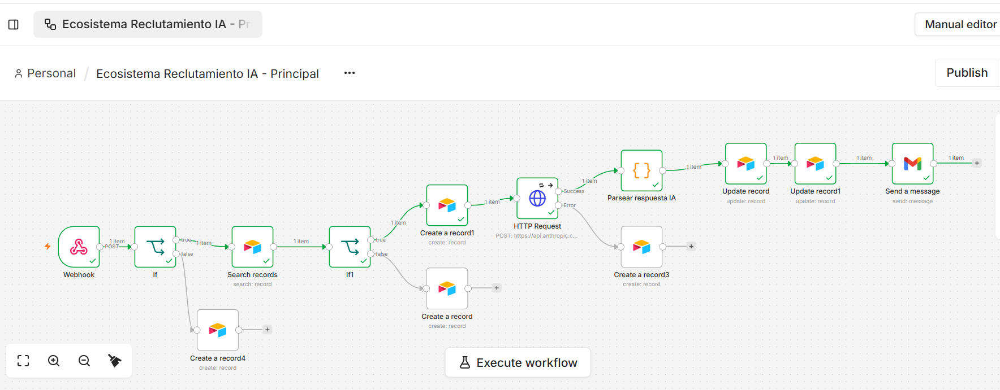 Ecosistema Reclutamiento IA - Pr
Manual editor
Personal / Ecosistema Reclutamiento IA - Principal ...
Publish
1 item
POST
Webhook
true
false
If
1 item
Search records
search: record
1 item
true
false
If1
1 item
Create a record1
create: record
1 item
Success
Error
HTTP Request
POST: https://api.anthropic.c...
1 item
{ }
Parsear respuesta IA
1 item
Update record
update: record
1 item
Update record1
update: record
1 item
Send a message
send: message
1 item
+
Create a record3
create: record
+
Create a record
create: record
+
Create a record4
create: record
+
Execute workflow